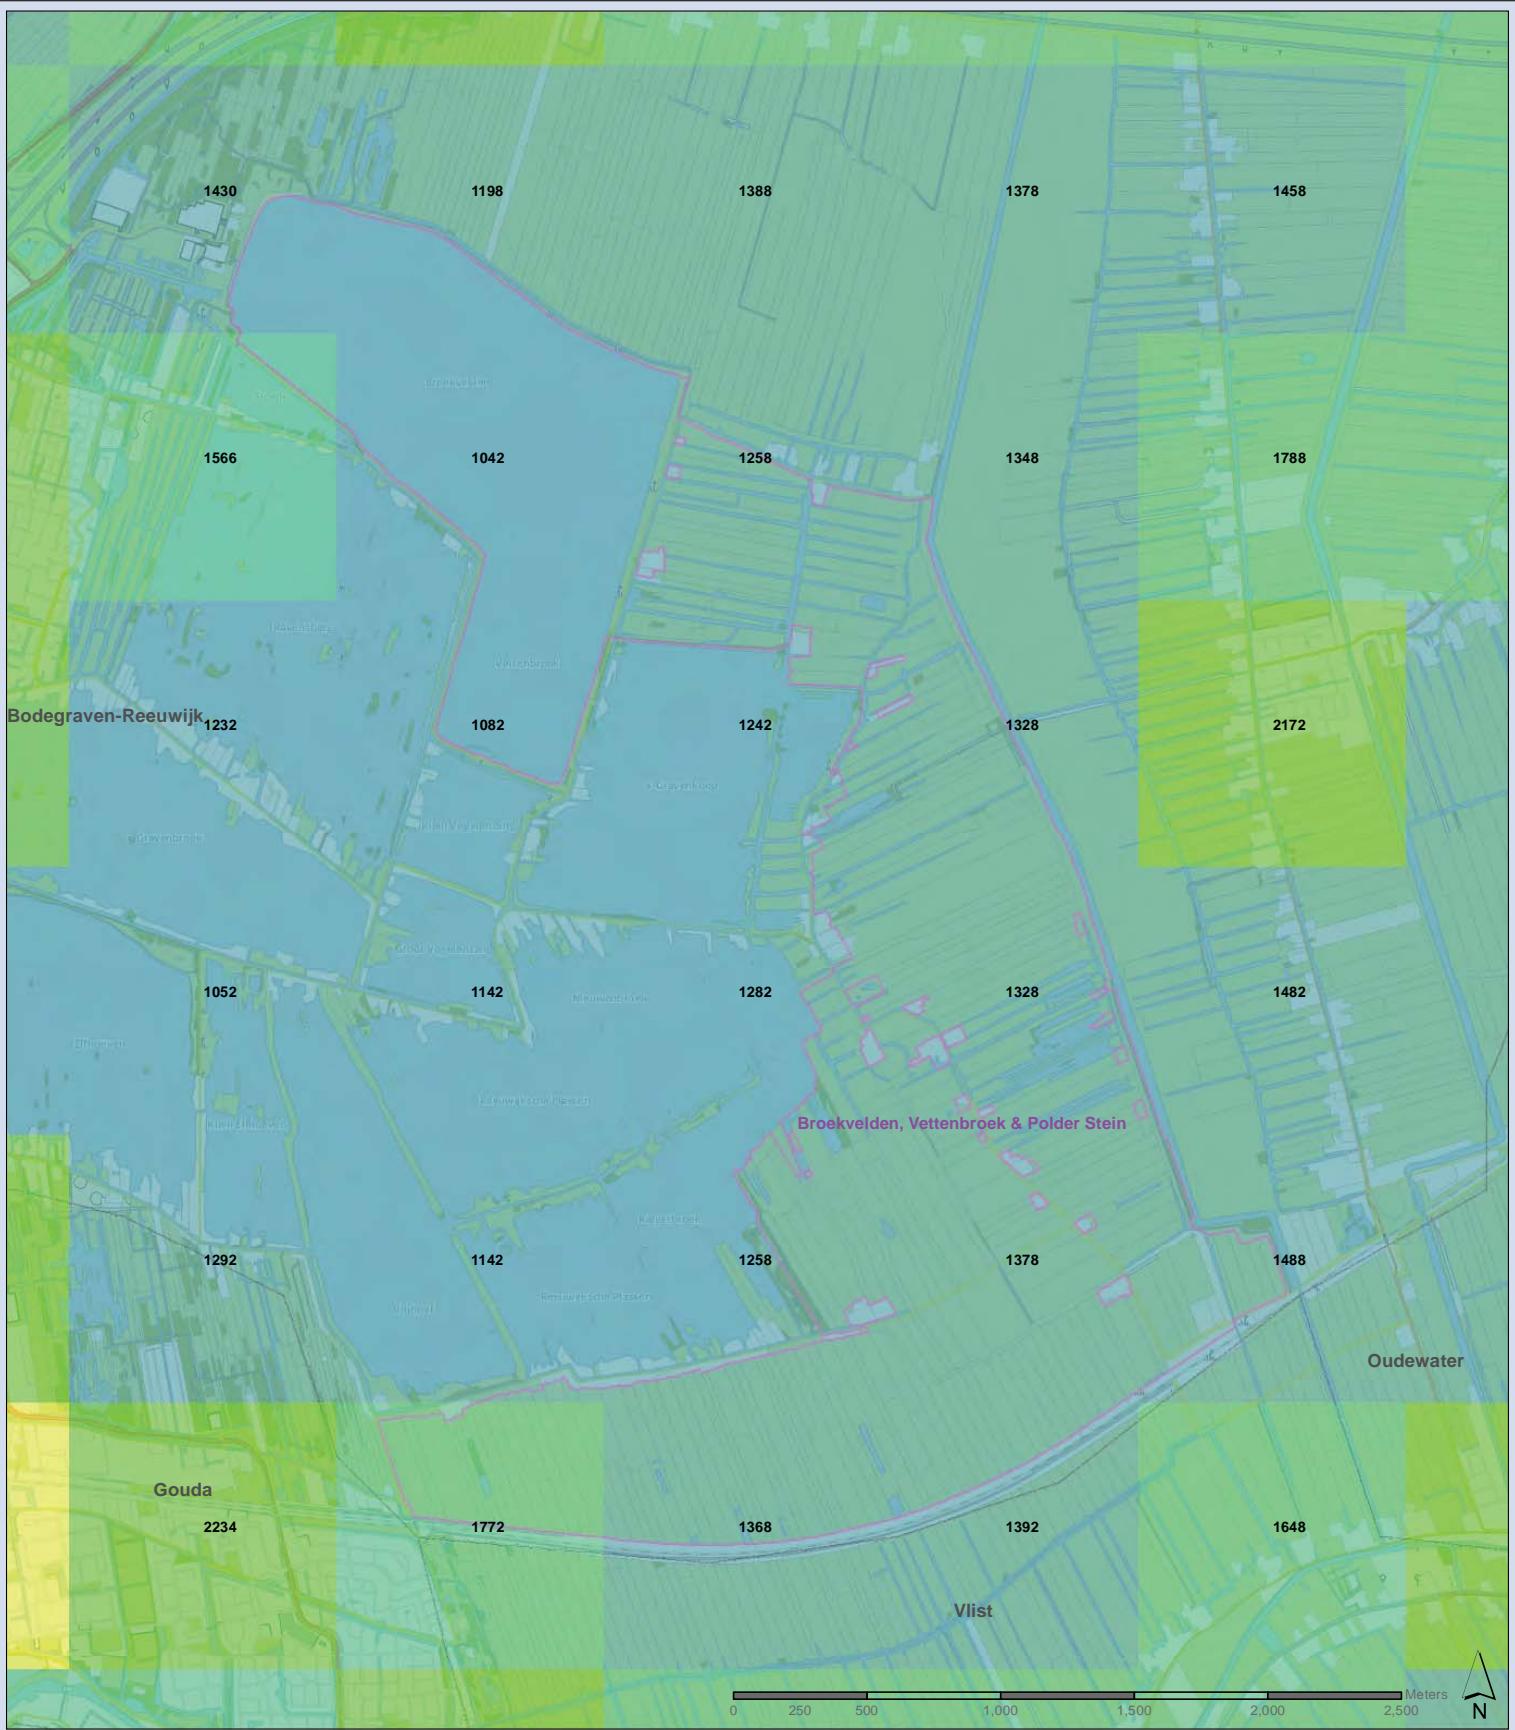 1430 1198 1388 1378 1458
1566 1042 1258 1348 1788
Bodegraven-Reeuwijk 1232 1082 1242 1328 2172
1052 1142 1282 1328 1482
Broekvelden, Vettenbroek & Polder Stein
1292 1142 1258 1378 1488
Oudewater
Gouda
2234 1772 1368 1392 1648
Vlist
Meters
0 250 500 1,000 1,500 2,000 2,500
N